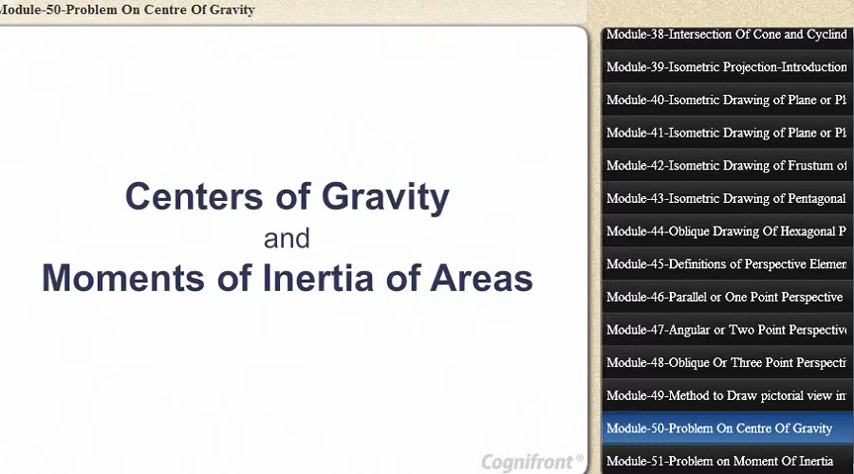 Module-50-Problem On Centre Of Gravity
Centers of Gravity
and
Moments of Inertia of Areas
Cognifront®
Module-38-Intersection Of Cone and Cylind
Module-39-Isometric Projection-Introduction
Module-40-Isometric Drawing of Plane or Pl
Module-41-Isometric Drawing of Plane or Pl
Module-42-Isometric Drawing of Frustum of
Module-43-Isometric Drawing of Pentagonal
Module-44-Oblique Drawing Of Hexagonal P
Module-45-Definitions of Perspective Elemen
Module-46-Parallel or One Point Perspective
Module-47-Angular or Two Point Perspective
Module-48-Oblique Or Three Point Perspecti
Module-49-Method to Draw pictorial view in
Module-50-Problem On Centre Of Gravity
Module-51-Problem on Moment Of Inertia